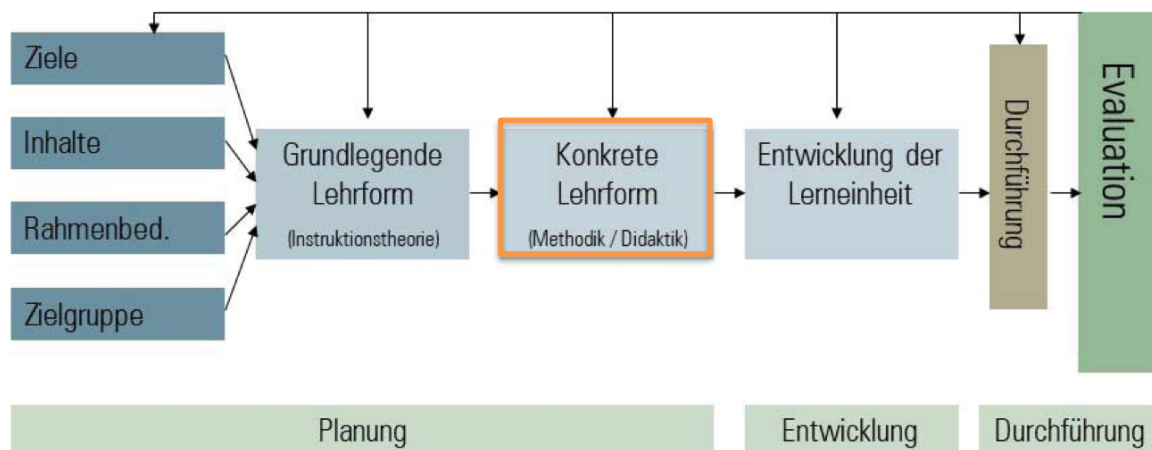 Ziele
Inhalte
Rahmenbed.
Zielgruppe
Grundlegende
Lehrform
(Instruktionstheorie)
Konkrete
Lehrform
(Methodik / Didaktik)
Entwicklung der
Lerneinheit
Durchführung
Evaluation
Planung
Entwicklung
Durchführung